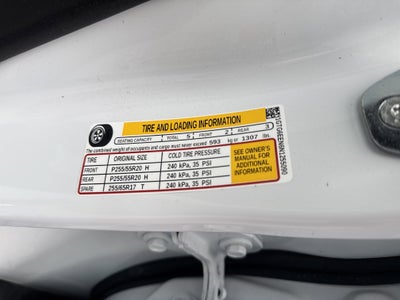 TIRE AND LOADING INFORMATION
SEATING CAPACITY TOTAL 5 FRONT 2 REAR 3
The combined weight of occupants and cargo must never exceed 593 kg or 1307 lbs.
TIRE ORIGINAL SIZE COLD TIRE PRESSURE
FRONT P255/55R20 H 240 kPa, 35 PSI
REAR P255/55R20 H 240 kPa, 35 PSI
SPARE 255/65R17 T 240 kPa, 35 PSI
SEE OWNER'S
MANUAL FOR
ADDITIONAL
INFORMATION